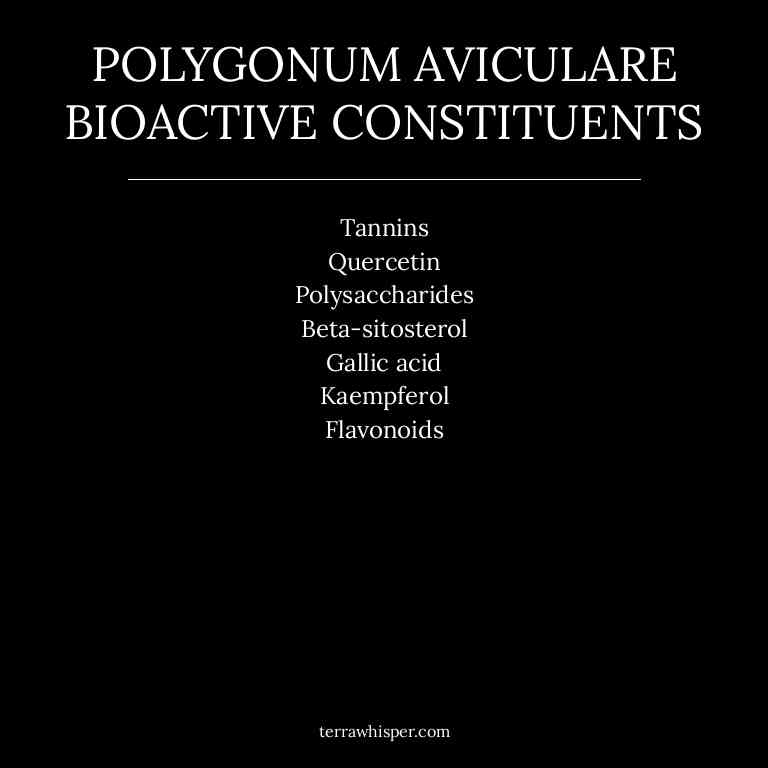 POLYGONUM AVICULARE
BIOACTIVE CONSTITUENTS
Tannins
Quercetin
Polysaccharides
Beta-sitosterol
Gallic acid
Kaempferol
Flavonoids
terrawhisper.com